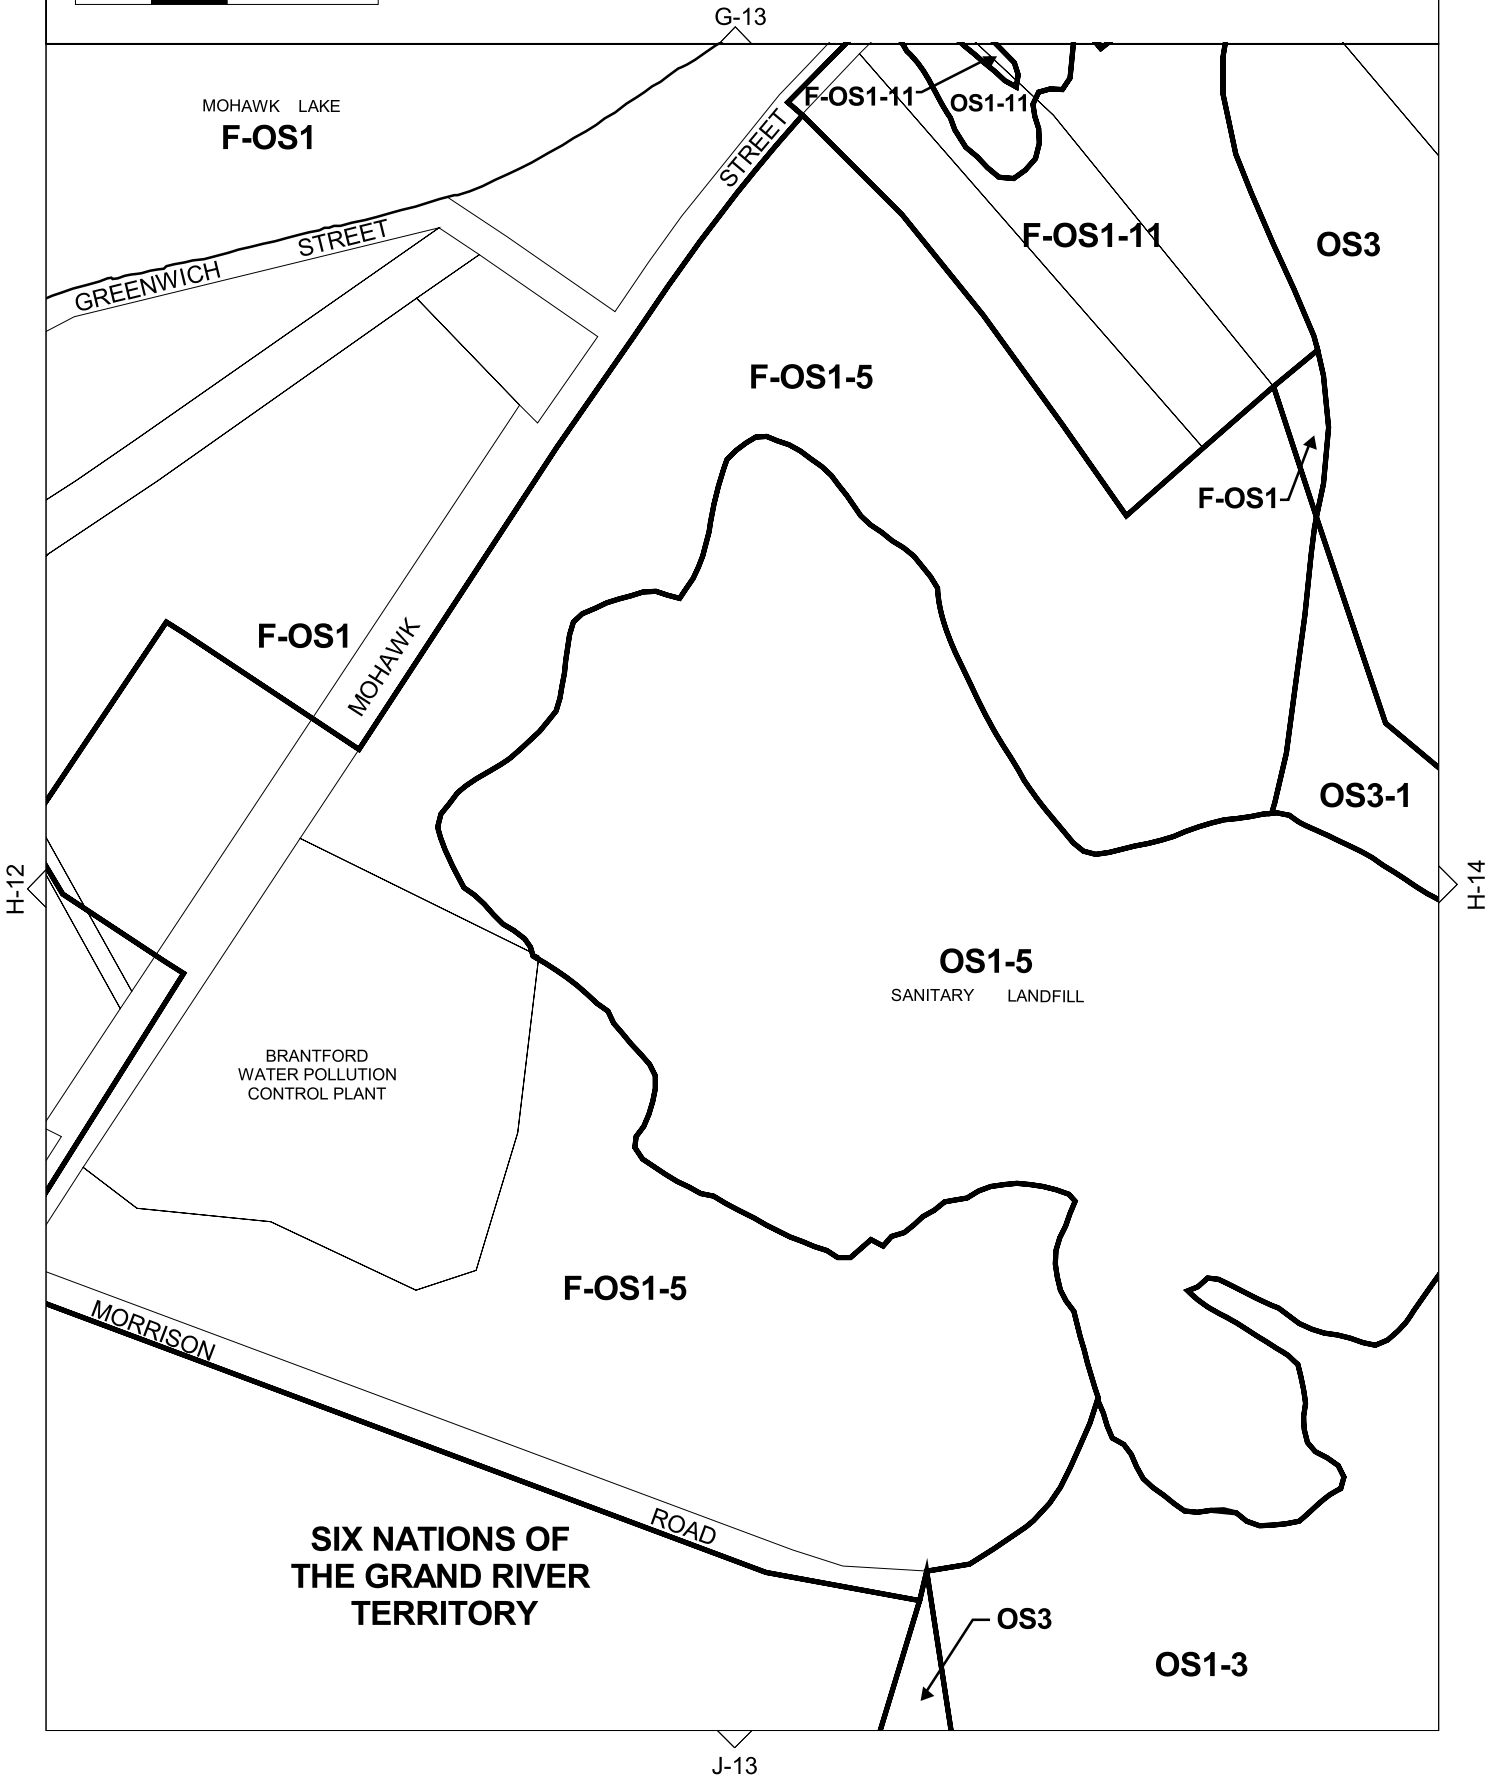 G-13
F-OS1-11
OS1-11
MOHAWK LAKE
F-OS1
STREET
GREENWICH STREET
F-OS1-11
OS3
F-OS1-5
F-OS1
F-OS1
MOHAWK
OS3-1
H-12
H-14
OS1-5
SANITARY LANDFILL
BRANTFORD
WATER POLLUTION
CONTROL PLANT
F-OS1-5
MORRISON
ROAD
SIX NATIONS OF
THE GRAND RIVER
TERRITORY
OS3
OS1-3
J-13